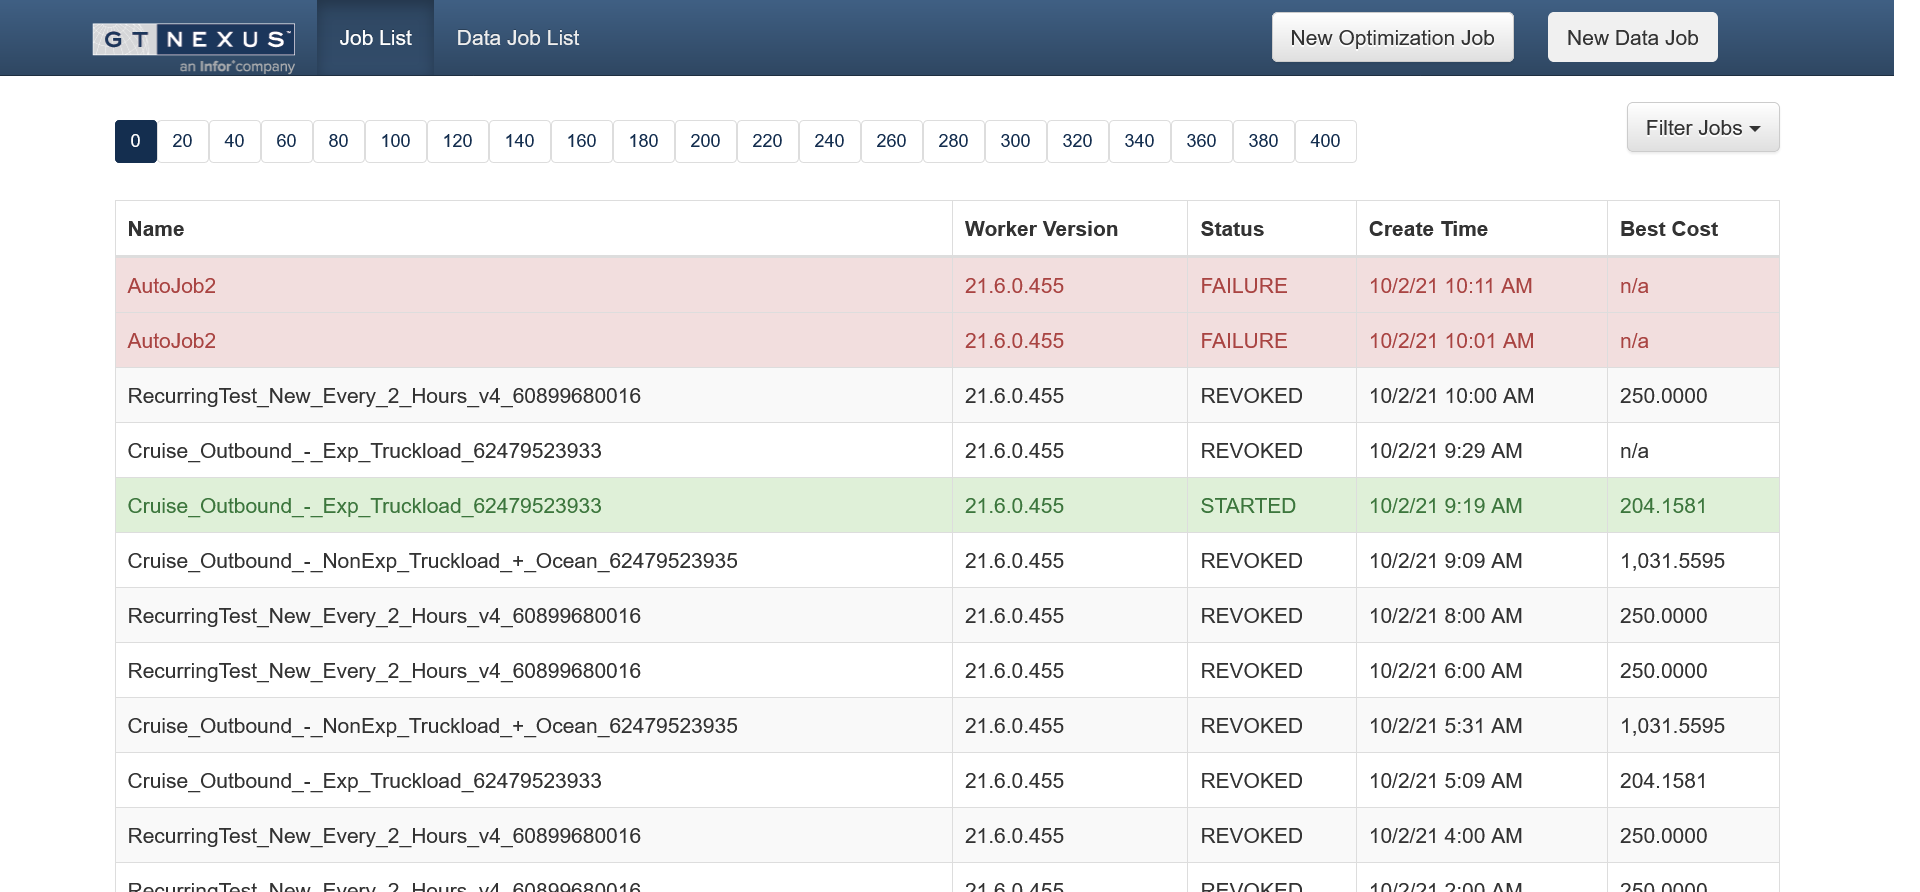 GT NEXUS™ Job List Data Job List New Optimization Job New Data Job
an Infor® company
0 20 40 60 80 100 120 140 160 180 200 220 240 260 280 300 320 340 360 380 400 Filter Jobs
Name Worker Version Status Create Time Best Cost
AutoJob2 21.6.0.455 FAILURE 10/2/21 10:11 AM n/a
AutoJob2 21.6.0.455 FAILURE 10/2/21 10:01 AM n/a
RecurringTest_New_Every_2_Hours_v4_60899680016 21.6.0.455 REVOKED 10/2/21 10:00 AM 250.0000
Cruise_Outbound_-_Exp_Truckload_62479523933 21.6.0.455 REVOKED 10/2/21 9:29 AM n/a
Cruise_Outbound_-_Exp_Truckload_62479523933 21.6.0.455 STARTED 10/2/21 9:19 AM 204.1581
Cruise_Outbound_-_NonExp_Truckload_+_Ocean_62479523935 21.6.0.455 REVOKED 10/2/21 9:09 AM 1,031.5595
RecurringTest_New_Every_2_Hours_v4_60899680016 21.6.0.455 REVOKED 10/2/21 8:00 AM 250.0000
RecurringTest_New_Every_2_Hours_v4_60899680016 21.6.0.455 REVOKED 10/2/21 6:00 AM 250.0000
Cruise_Outbound_-_NonExp_Truckload_+_Ocean_62479523935 21.6.0.455 REVOKED 10/2/21 5:31 AM 1,031.5595
Cruise_Outbound_-_Exp_Truckload_62479523933 21.6.0.455 REVOKED 10/2/21 5:09 AM 204.1581
RecurringTest_New_Every_2_Hours_v4_60899680016 21.6.0.455 REVOKED 10/2/21 4:00 AM 250.0000
RecurringTest_New_Every_2_Hours_v4_60899680016 21.6.0.455 REVOKED 10/2/21 2:00 AM 250.0000